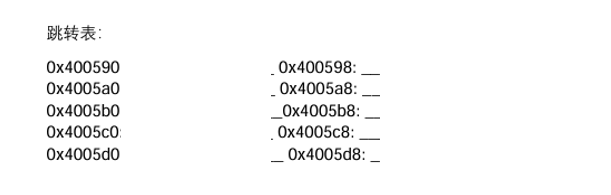 跳转表:
0x400590 _ 0x400598: __
0x4005a0 _ 0x4005a8: __
0x4005b0 __0x4005b8: __
0x4005c0: _ 0x4005c8: __
0x4005d0 __ 0x4005d8: _